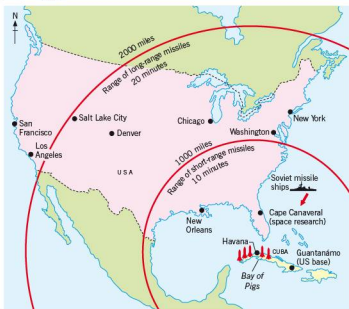 N
2000 miles
Range of long-range missiles
20 minutes
San
Francisco
Salt Lake City
Denver
Chicago
New York
Washington
Los
Angeles
USA
1000 miles
Range of short-range missiles
10 minutes
Soviet missile
ships
New
Orleans
Cape Canaveral
(space research)
Havana
CUBA
Guantánamo
(US base)
Bay of
Pigs